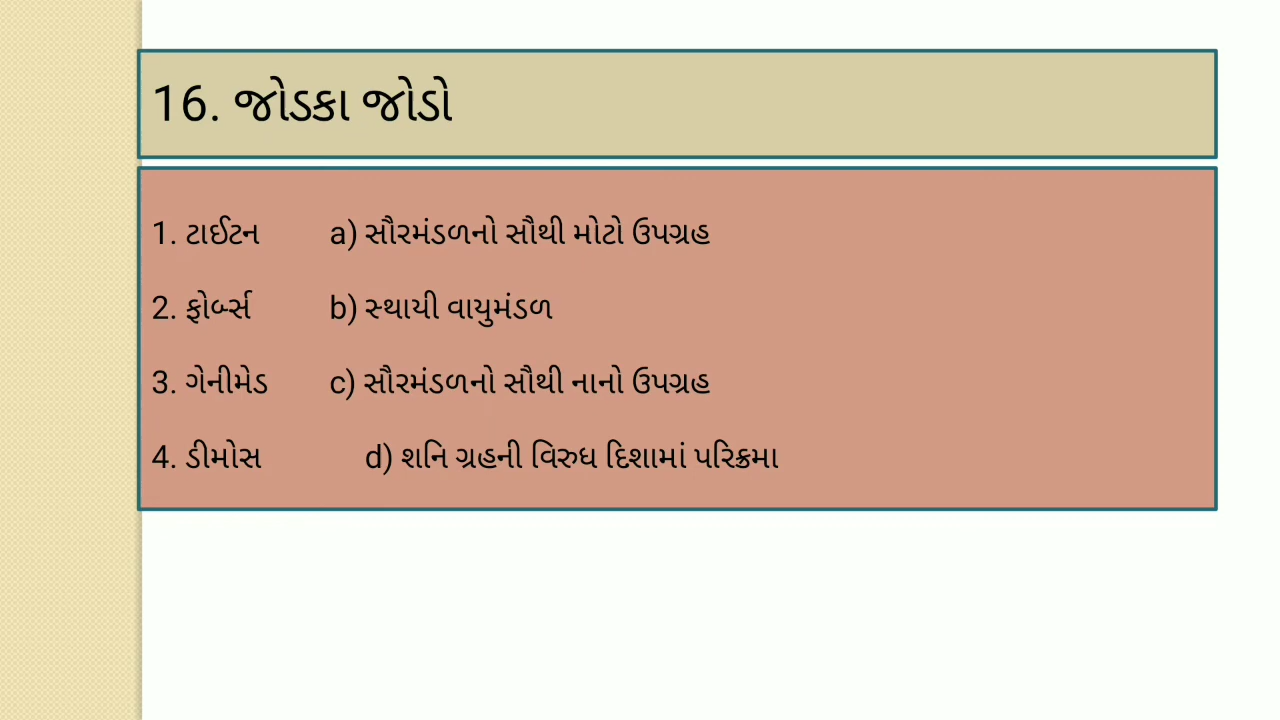 16. જોડકા જોડો
1. ટાઈટન a) સૌરમંડળનો સૌથી મોટો ઉપગ્રહ
2. ફોર્બ્સ b) સ્થાયી વાયુમંડળ
3. ગેનીમેડ c) સૌરમંડળનો સૌથી નાનો ઉપગ્રહ
4. ડીમોસ d) શનિ ગ્રહની વિરુધ દિશામાં પરિક્રમા